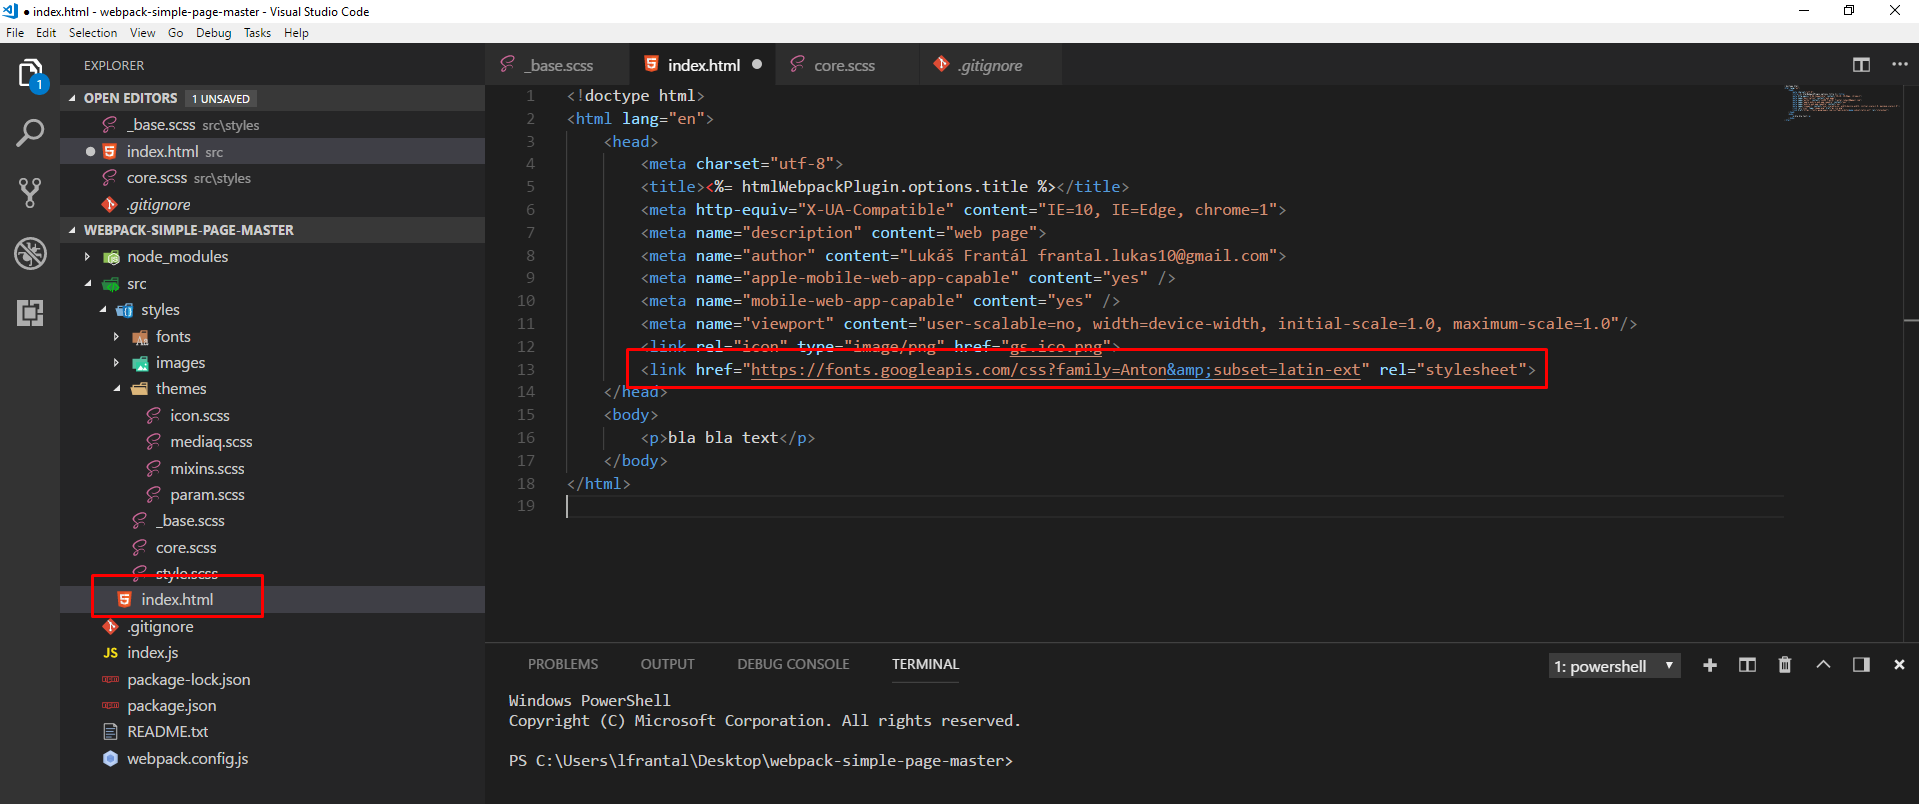 ● index.html - webpack-simple-page-master - Visual Studio Code
File Edit Selection View Go Debug Tasks Help
1
EXPLORER
OPEN EDITORS 1 UNSAVED
_base.scss src\styles
● index.html src
core.scss src\styles
.gitignore
WEBPACK-SIMPLE-PAGE-MASTER
node_modules
src
styles
fonts
images
themes
icon.scss
mediaq.scss
mixins.scss
param.scss
_base.scss
core.scss
style.scss
index.html
.gitignore
JS index.js
package-lock.json
package.json
README.txt
webpack.config.js
_base.scss index.html ● core.scss .gitignore
1 <!doctype html>
2 <html lang="en">
3 <head>
4 <meta charset="utf-8">
5 <title><%= htmlWebpackPlugin.options.title %></title>
6 <meta http-equiv="X-UA-Compatible" content="IE=10, IE=Edge, chrome=1">
7 <meta name="description" content="web page">
8 <meta name="author" content="Lukáš Frantál frantal.lukas10@gmail.com">
9 <meta name="apple-mobile-web-app-capable" content="yes" />
10 <meta name="mobile-web-app-capable" content="yes" />
11 <meta name="viewport" content="user-scalable=no, width=device-width, initial-scale=1.0, maximum-scale=1.0"/>
12 <link rel="icon" type="image/png" href="gs.ico.png">
13 <link href="https://fonts.googleapis.com/css?family=Anton&amp;subset=latin-ext" rel="stylesheet">
14 </head>
15 <body>
16 <p>bla bla text</p>
17 </body>
18 </html>
19
PROBLEMS OUTPUT DEBUG CONSOLE TERMINAL 1: powershell
Windows PowerShell
Copyright (C) Microsoft Corporation. All rights reserved.
PS C:\Users\lfrantal\Desktop\webpack-simple-page-master>